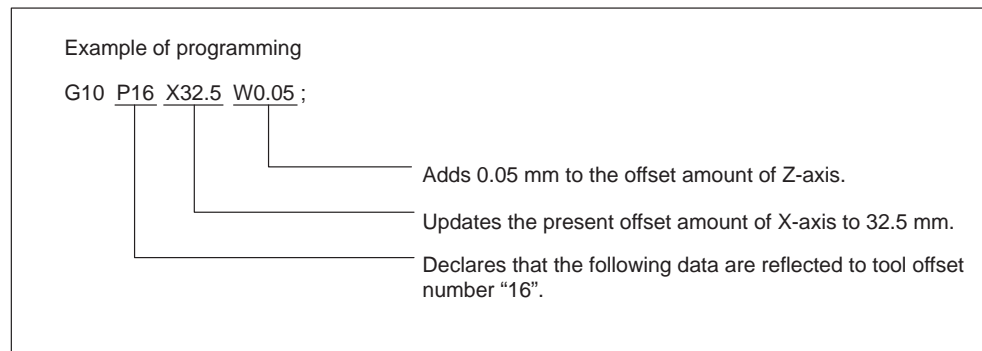 Example of programming
G10 P16 X32.5 W0.05 ;
Adds 0.05 mm to the offset amount of Z-axis.
Updates the present offset amount of X-axis to 32.5 mm.
Declares that the following data are reflected to tool offset
number “16”.